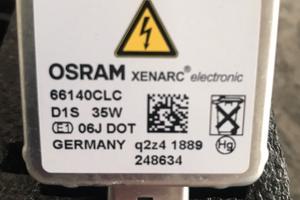 OSRAM XENARC® electronic
66140CLC
D1S 35W
E1 06J DOT
GERMANY q2z4 1889
248634
Hg